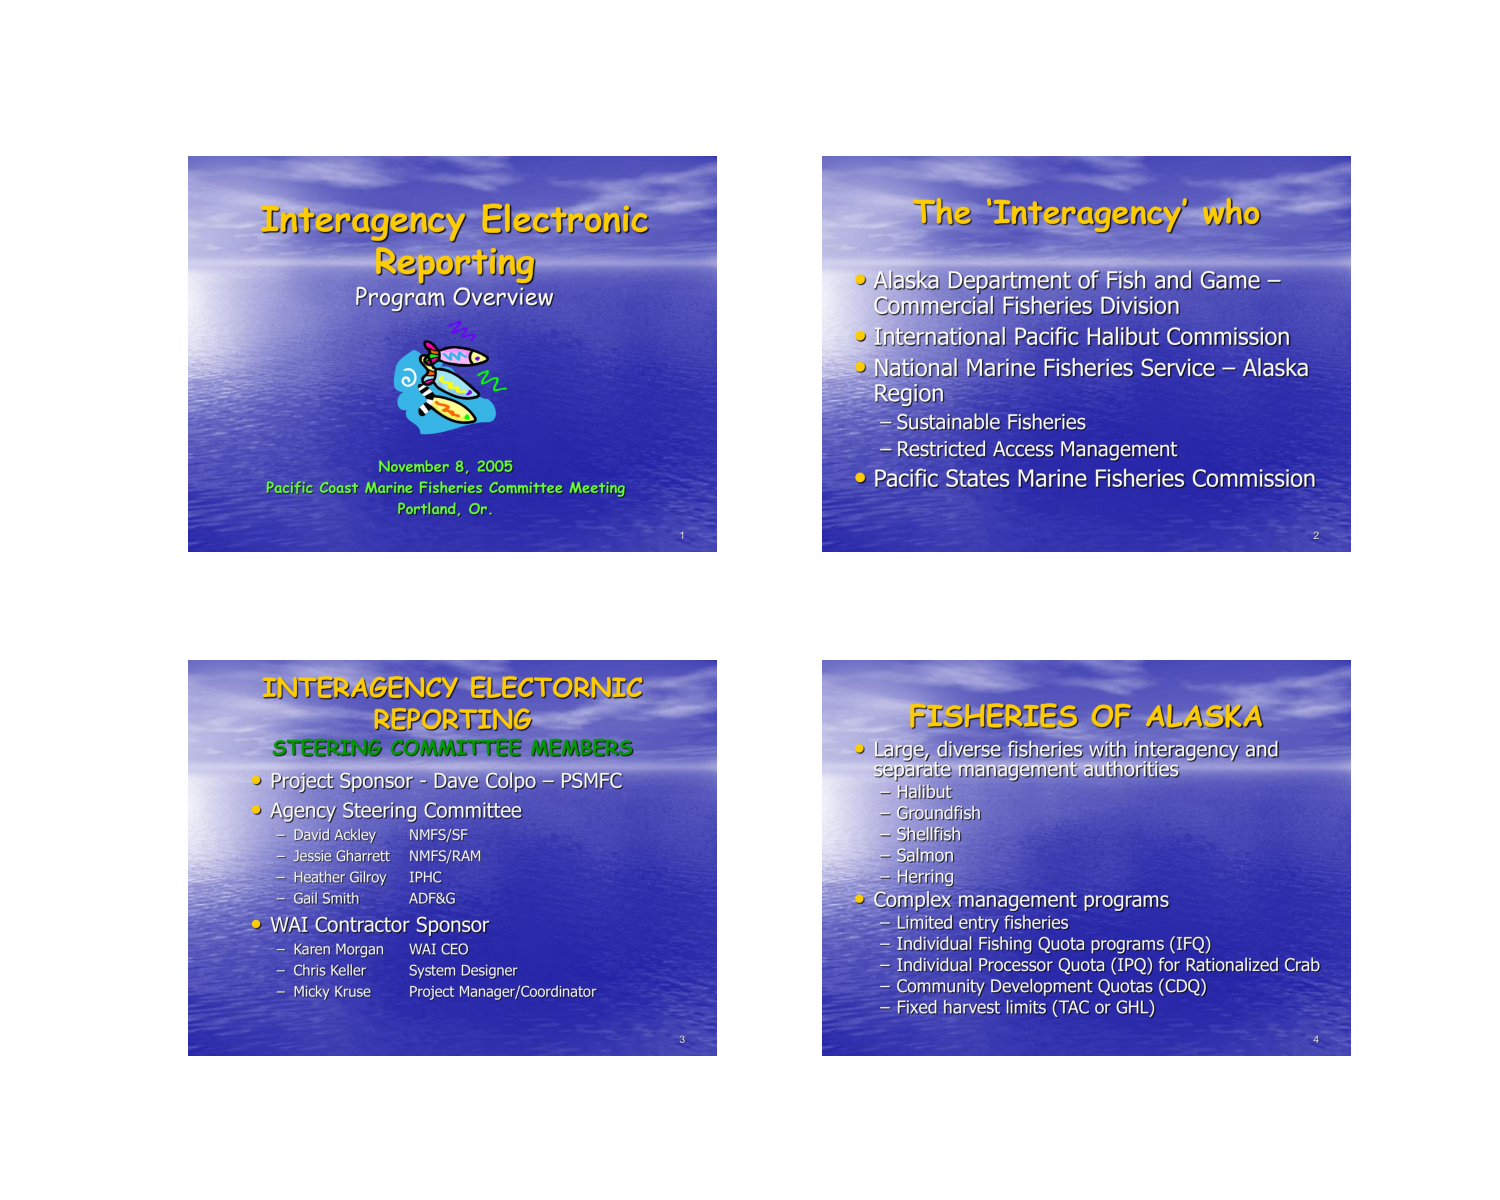 Interagency Electronic
Reporting
Program Overview
November 8, 2005
Pacific Coast Marine Fisheries Committee Meeting
Portland, Or.
1
The ‘Interagency’ who
• Alaska Department of Fish and Game –
Commercial Fisheries Division
• International Pacific Halibut Commission
• National Marine Fisheries Service – Alaska
Region
– Sustainable Fisheries
– Restricted Access Management
• Pacific States Marine Fisheries Commission
2
INTERAGENCY ELECTORNIC
REPORTING
STEERING COMMITTEE MEMBERS
• Project Sponsor - Dave Colpo – PSMFC
• Agency Steering Committee
– David Ackley NMFS/SF
– Jessie Gharrett NMFS/RAM
– Heather Gilroy IPHC
– Gail Smith ADF&G
• WAI Contractor Sponsor
– Karen Morgan WAI CEO
– Chris Keller System Designer
– Micky Kruse Project Manager/Coordinator
3
FISHERIES OF ALASKA
• Large, diverse fisheries with interagency and
separate management authorities
– Halibut
– Groundfish
– Shellfish
– Salmon
– Herring
• Complex management programs
– Limited entry fisheries
– Individual Fishing Quota programs (IFQ)
– Individual Processor Quota (IPQ) for Rationalized Crab
– Community Development Quotas (CDQ)
– Fixed harvest limits (TAC or GHL)
4